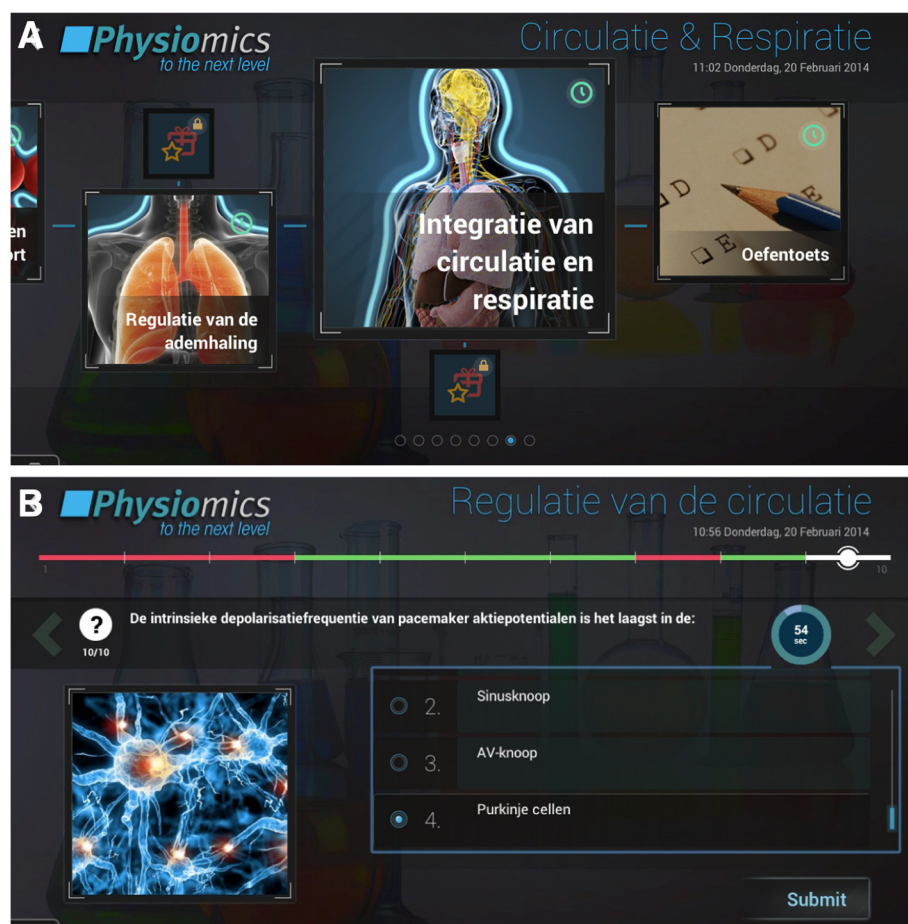 A
Physiomics
to the next level
Circulatie & Respiratie
11:02 Donderdag, 20 Februari 2014
en
ort
Regulatie van de
ademhaling
Integratie van
circulatie en
respiratie
D
D
E
E
Oefentoets
B
Physiomics
to the next level
Regulatie van de circulatie
10:56 Donderdag, 20 Februari 2014
1
10
?
10/10
De intrinsieke depolarisatiefrequentie van pacemaker aktiepotentialen is het laagst in de:
54
sec
2.
Sinusknoop
3.
AV-knoop
4.
Purkinje cellen
Submit